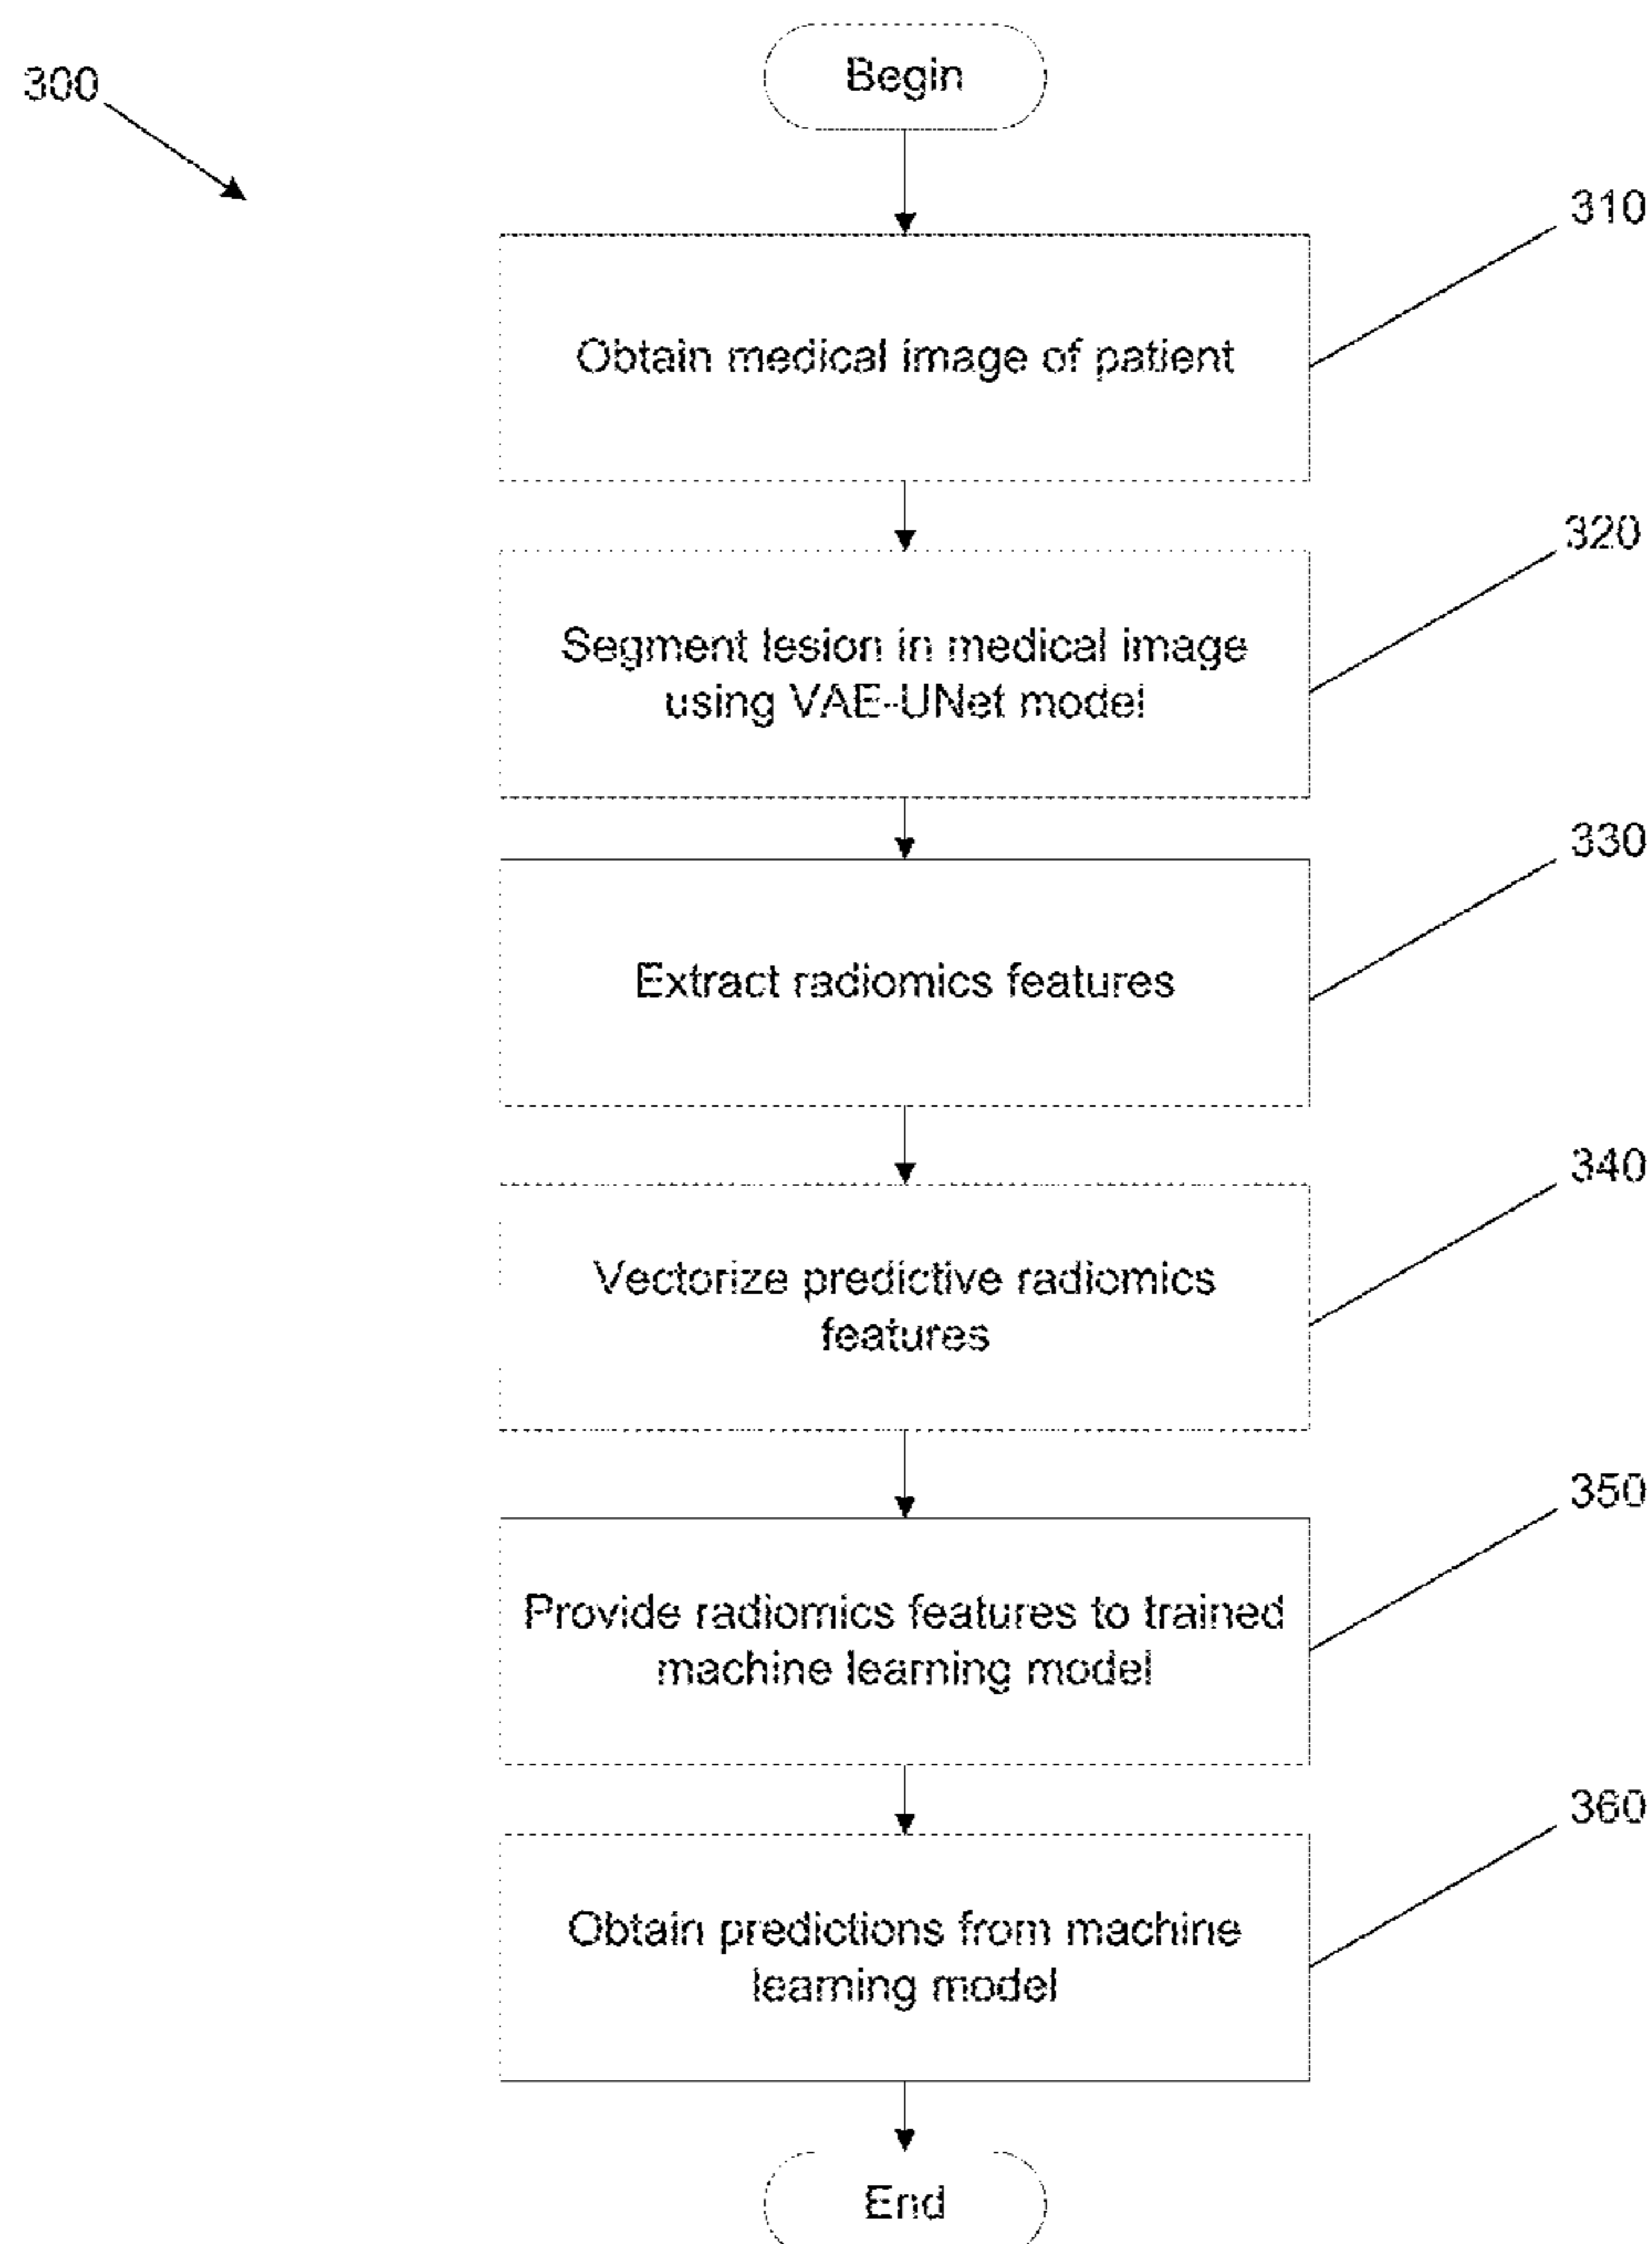 300
Begin
310
Obtain medical image of patient
320
Segment lesion in medical image
using VAE-UNet model
330
Extract radiomics features
340
Vectorize predictive radiomics
features
350
Provide radiomics features to trained
machine learning model
360
Obtain predictions from machine
learning model
End